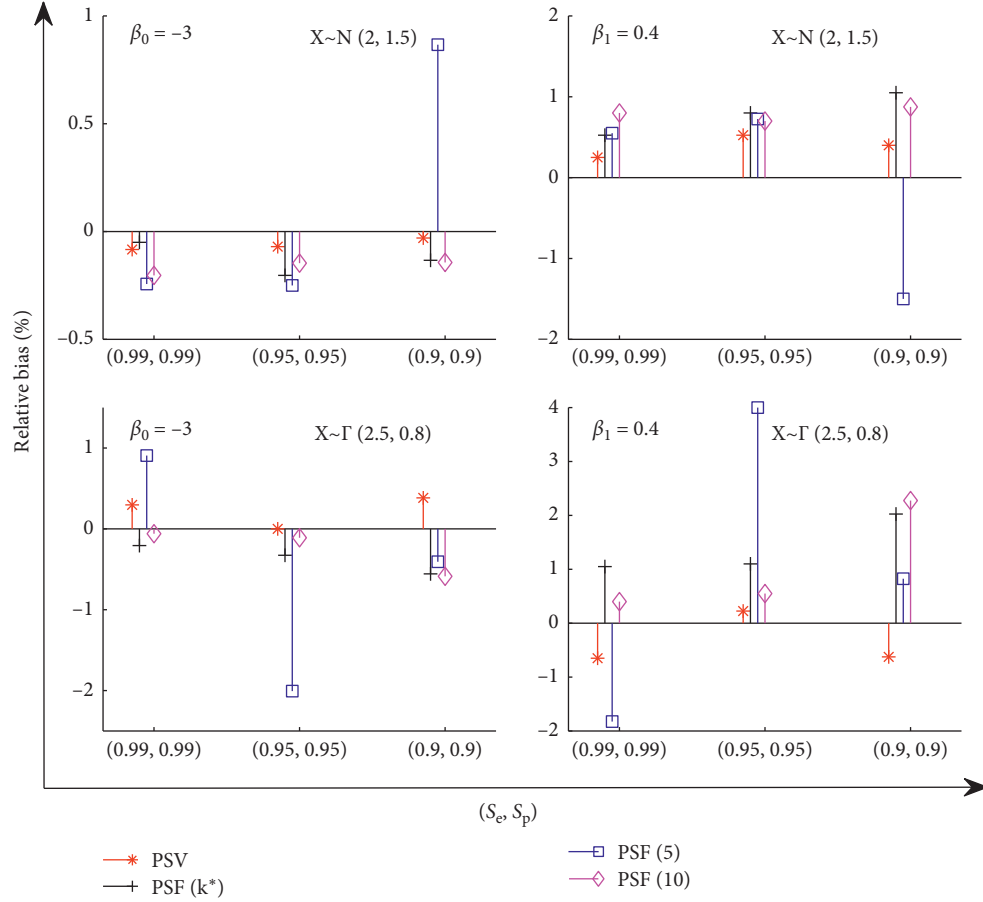 Relative bias (%)
β0 = −3
X~N (2, 1.5)
1
0.5
0
−0.5
(0.99, 0.99)
(0.95, 0.95)
(0.9, 0.9)
β1 = 0.4
X~N (2, 1.5)
2
1
0
−1
−2
(0.99, 0.99)
(0.95, 0.95)
(0.9, 0.9)
β0 = −3
X~Γ (2.5, 0.8)
1
0
−1
−2
(0.99, 0.99)
(0.95, 0.95)
(0.9, 0.9)
β1 = 0.4
X~Γ (2.5, 0.8)
4
3
2
1
0
−1
−2
(0.99, 0.99)
(0.95, 0.95)
(0.9, 0.9)
(Se, Sp)
PSV
PSF (k*)
PSF (5)
PSF (10)